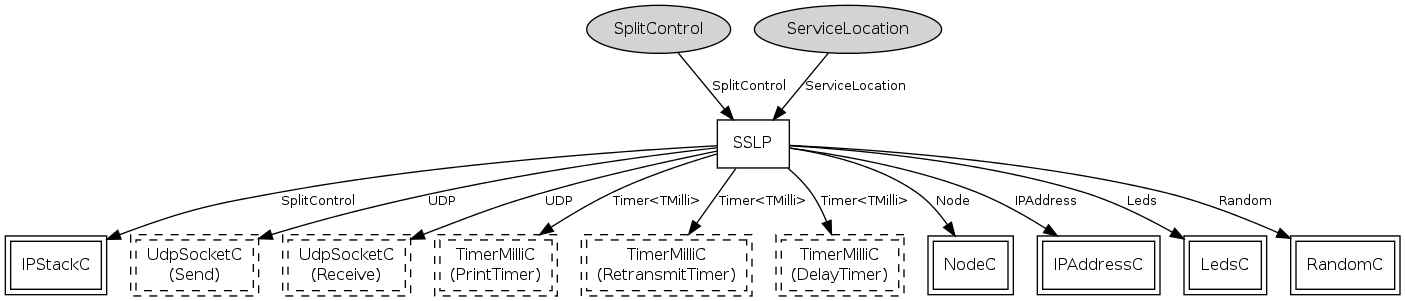 SplitControl
ServiceLocation
SplitControl
ServiceLocation
SSLP
SplitControl
UDP
UDP
Timer<TMilli>
Timer<TMilli>
Timer<TMilli>
Node
IPAddress
Leds
Random
IPStackC
UdpSocketC
(Send)
UdpSocketC
(Receive)
TimerMilliC
(PrintTimer)
TimerMilliC
(RetransmitTimer)
TimerMilliC
(DelayTimer)
NodeC
IPAddressC
LedsC
RandomC